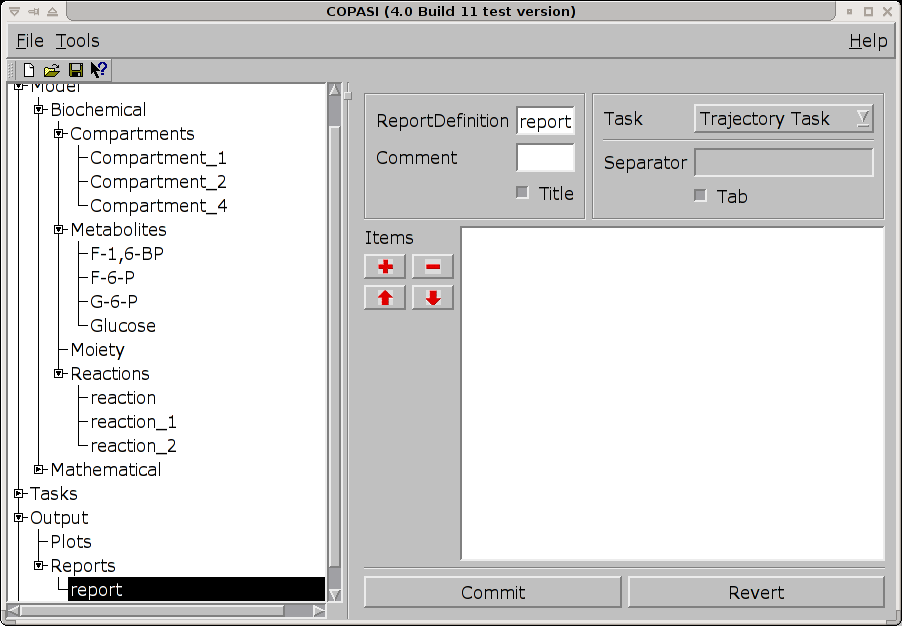 COPASI (4.0 Build 11 test version)
File Tools Help
Model
Biochemical
Compartments
Compartment_1
Compartment_2
Compartment_4
Metabolites
F-1,6-BP
F-6-P
G-6-P
Glucose
Moiety
Reactions
reaction
reaction_1
reaction_2
Mathematical
Tasks
Output
Plots
Reports
report
ReportDefinition report
Comment
Title
Task Trajectory Task
Separator
Tab
Items
Commit Revert